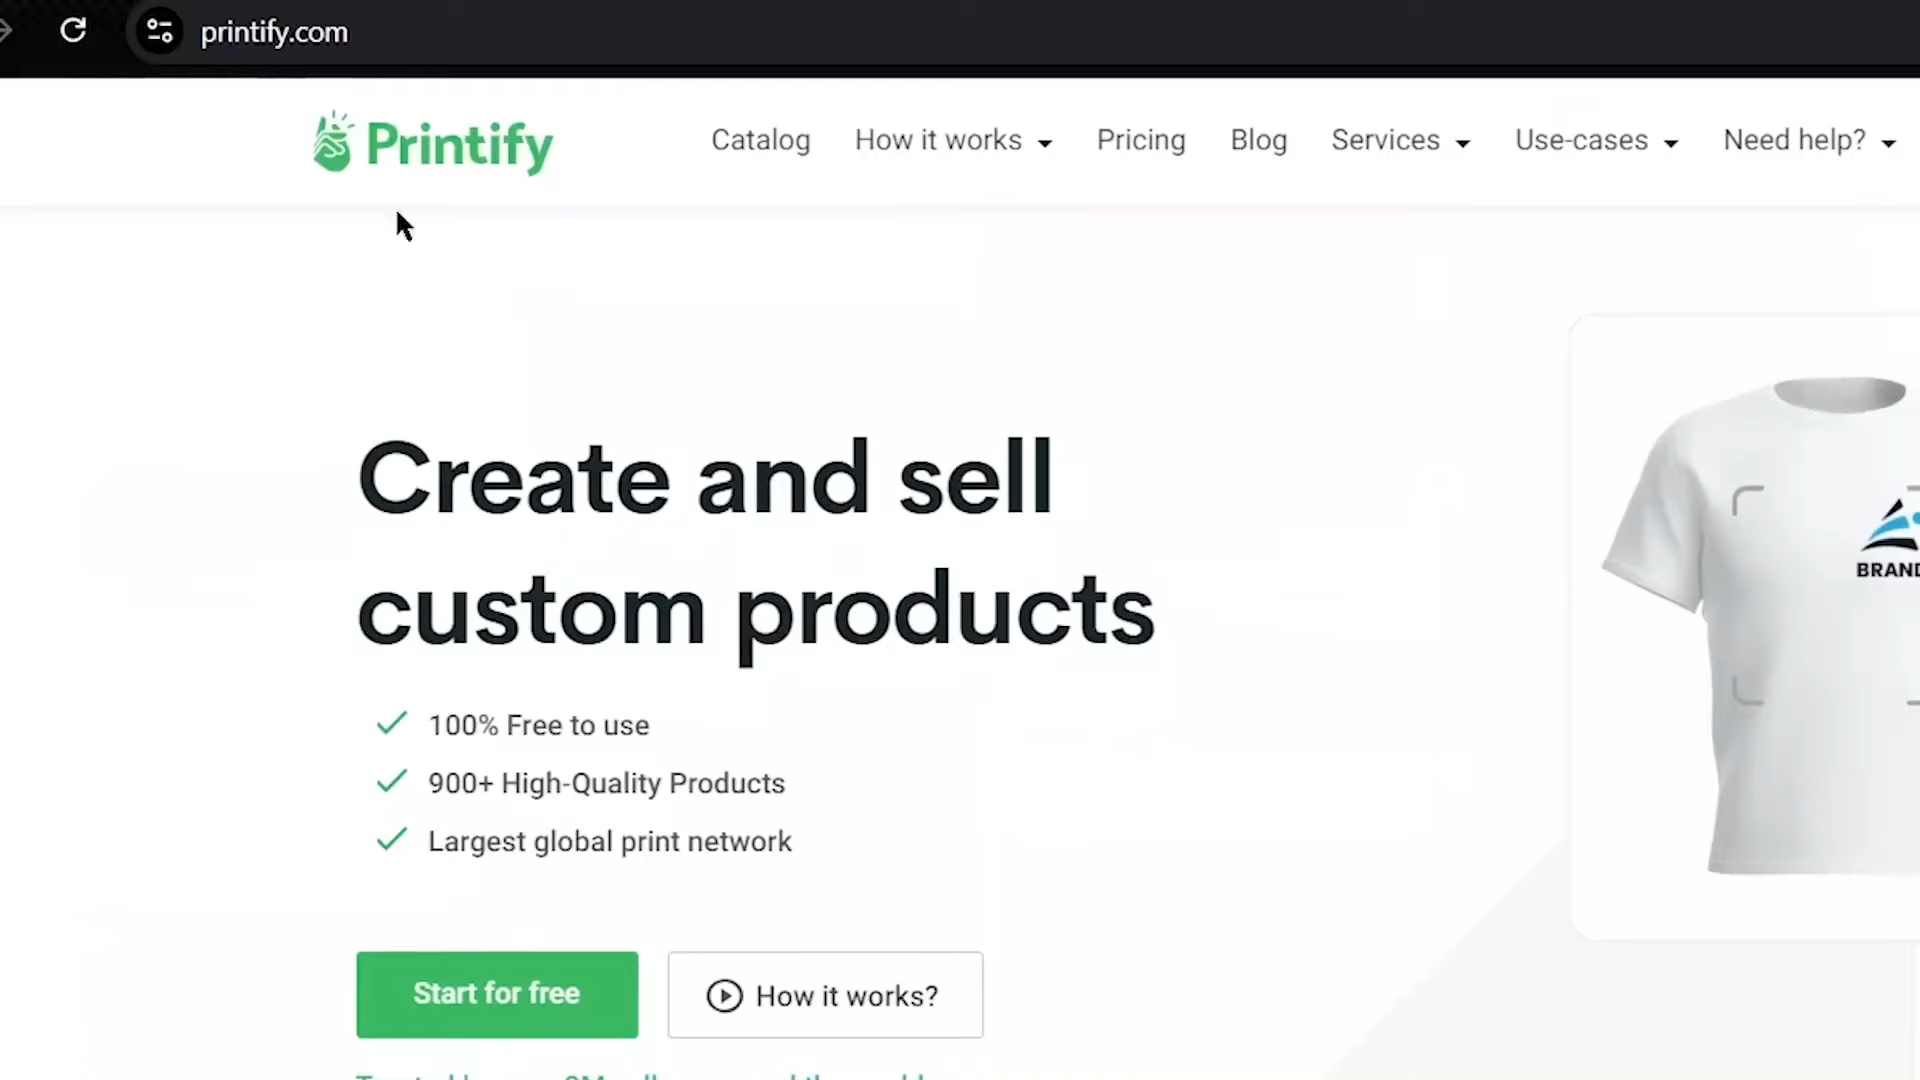 printify.com
Printify
Catalog
How it works
Pricing
Blog
Services
Use-cases
Need help?
Create and sell
custom products
100% Free to use
900+ High-Quality Products
Largest global print network
BRAND
Start for free
How it works?